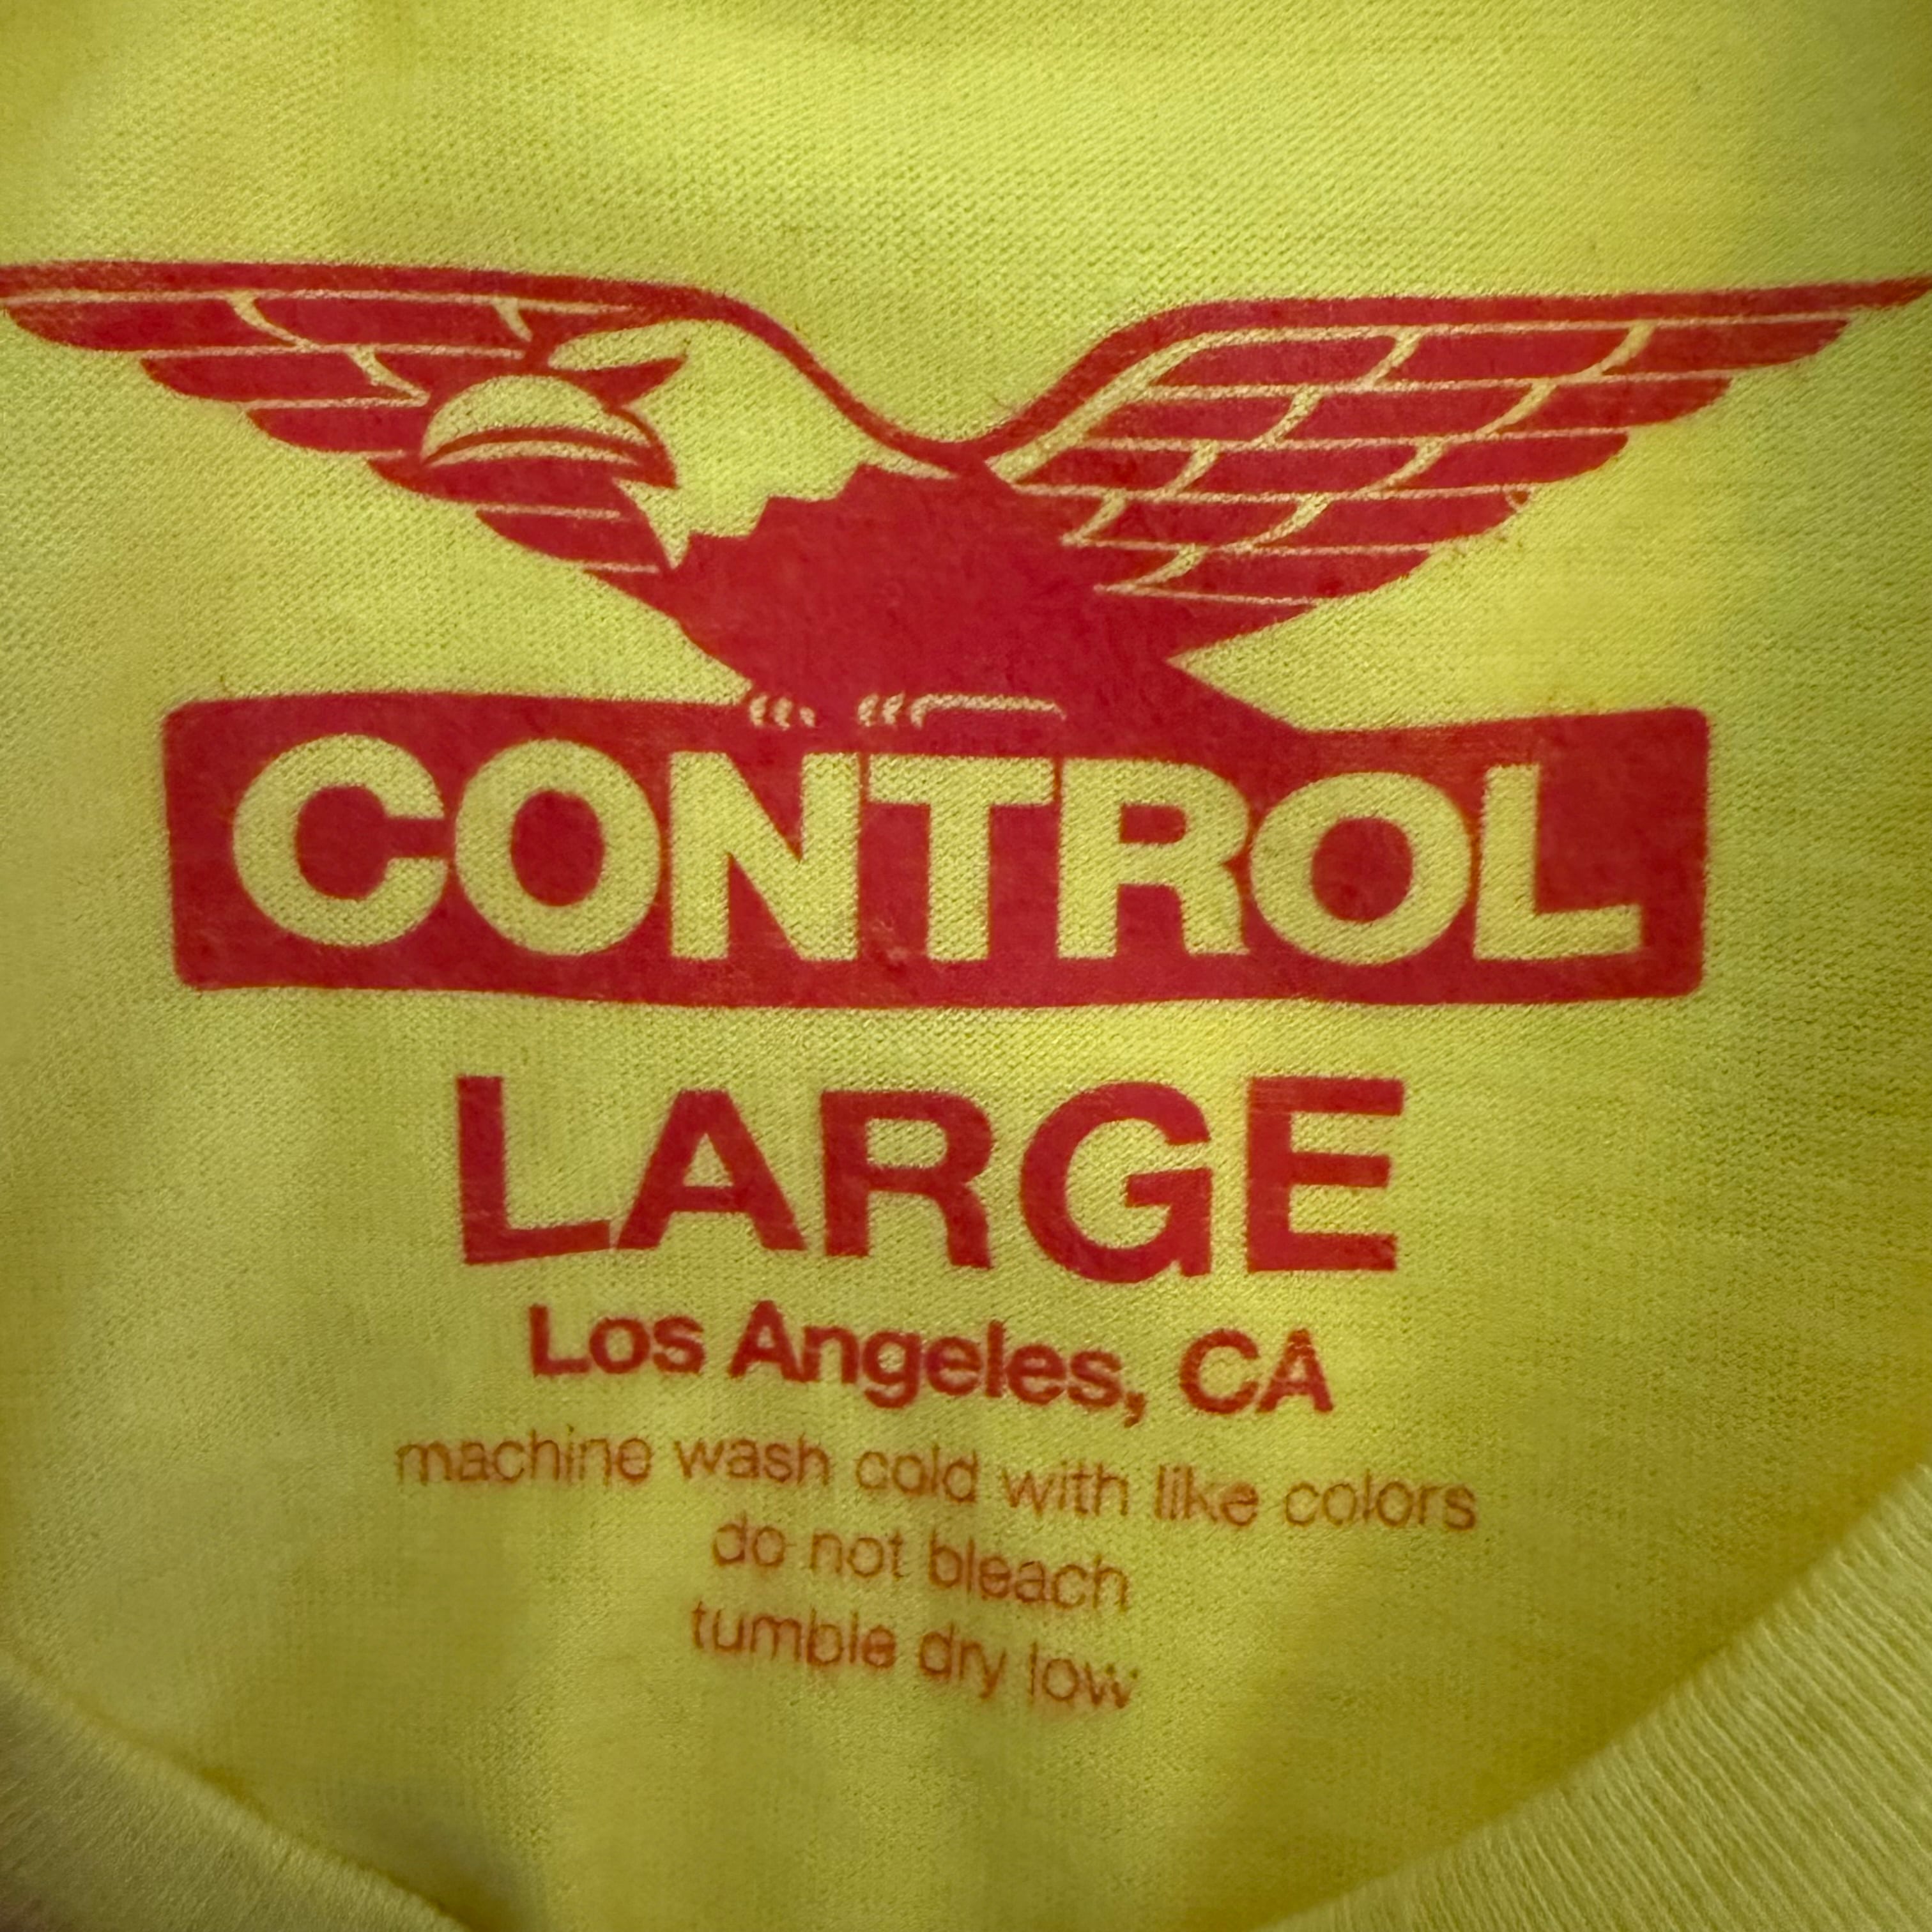 CONTROL
LARGE
Los Angeles, CA
machine wash cold with like colors
do not bleach
tumble dry low